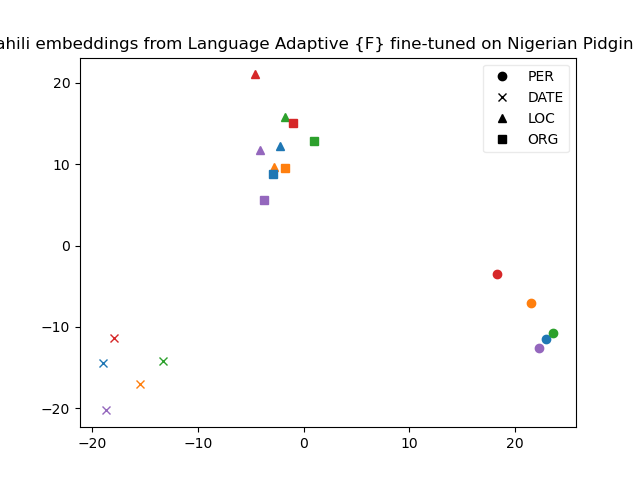 ahili embeddings from Language Adaptive {F} fine-tuned on Nigerian Pidgin
PER
DATE
LOC
ORG
20
10
0
−10
−20
−20
−10
0
10
20